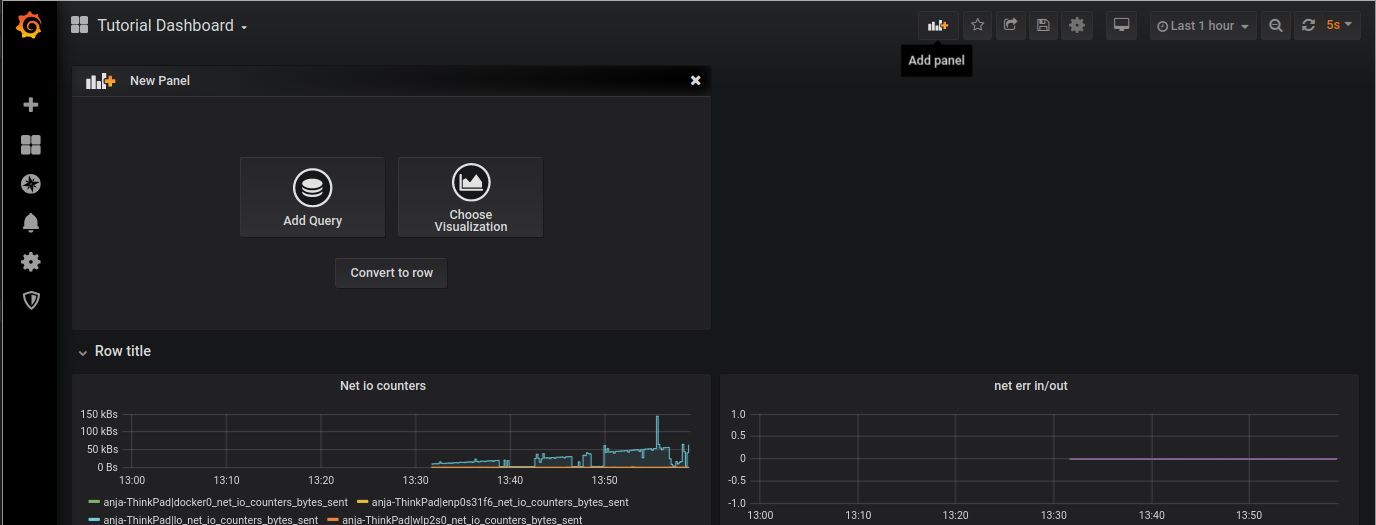 Tutorial Dashboard
Last 1 hour
5s
Add panel
New Panel
Add Query
Choose
Visualization
Convert to row
Row title
Net io counters
150 kBs
100 kBs
50 kBs
0 Bs
13:00 13:10 13:20 13:30 13:40 13:50
anja-ThinkPad|docker0_net_io_counters_bytes_sent anja-ThinkPad|enp0s31f6_net_io_counters_bytes_sent
anja-ThinkPad|lo_net_io_counters_bytes_sent anja-ThinkPad|wlp2s0_net_io_counters_bytes_sent
net err in/out
1.0
0.5
0
-0.5
-1.0
13:00 13:10 13:20 13:30 13:40 13:50